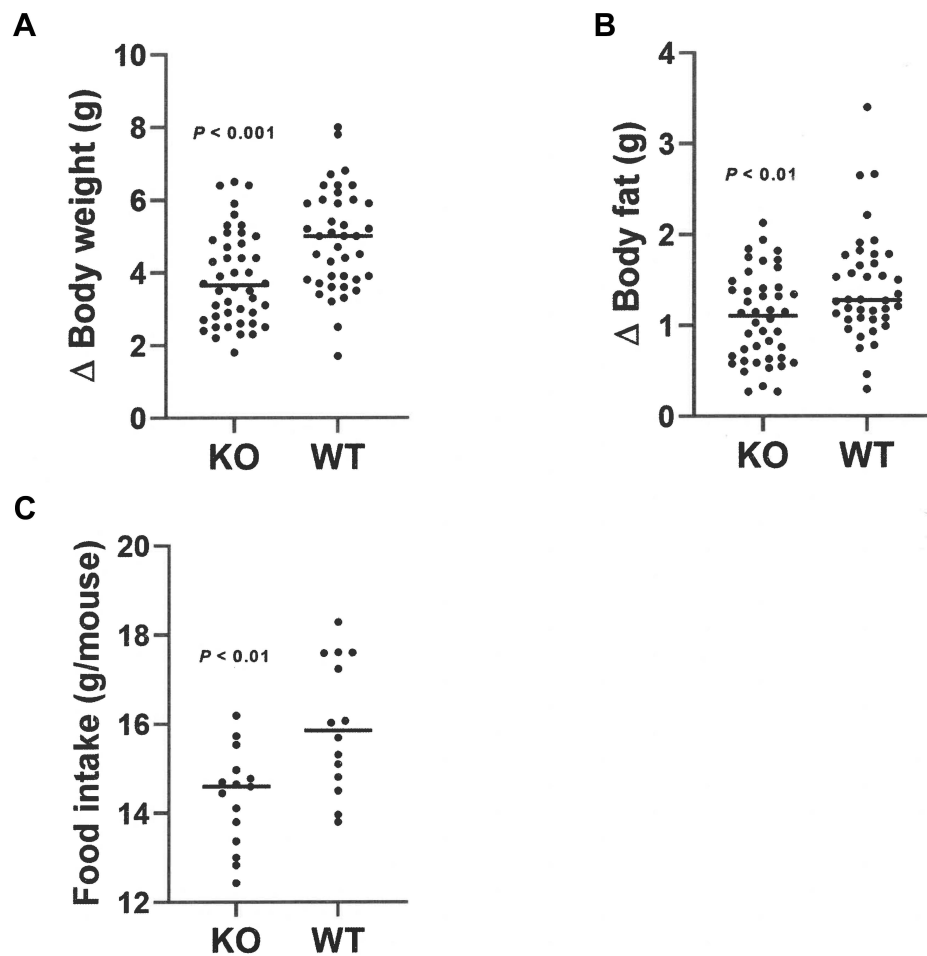 A
Δ Body weight (g)
10
8
6
4
2
0
P < 0.001
KO WT
B
Δ Body fat (g)
4
3
2
1
0
P < 0.01
KO WT
C
Food intake (g/mouse)
20
18
16
14
12
P < 0.01
KO WT